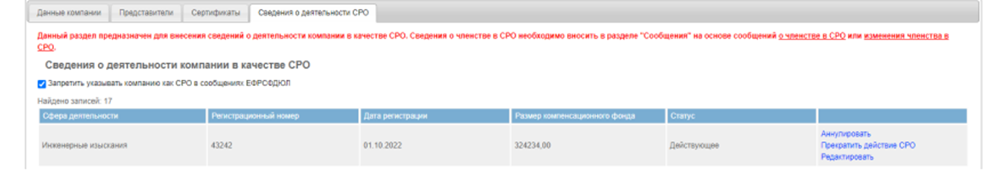 Данные компании Представители Сертификаты Сведения о деятельности СРО
Данный раздел предназначен для внесения сведений о деятельности компании в качестве СРО. Сведения о членстве в СРО необходимо вносить в разделе "Сообщения" на основе сообщений о членстве в СРО или изменения членства в
СРО.
Сведения о деятельности компании в качестве СРО
Запретить указывать компанию как СРО в сообщениях ЕФРСФДЮЛ
Найдено записей: 17
Сфера деятельности Регистрационный номер Дата регистрации Размер компенсационного фонда Статус
Инженерные изыскания 43242 01.10.2022 324234,00 Действующее
Аннулировать
Прекратить действие СРО
Редактировать